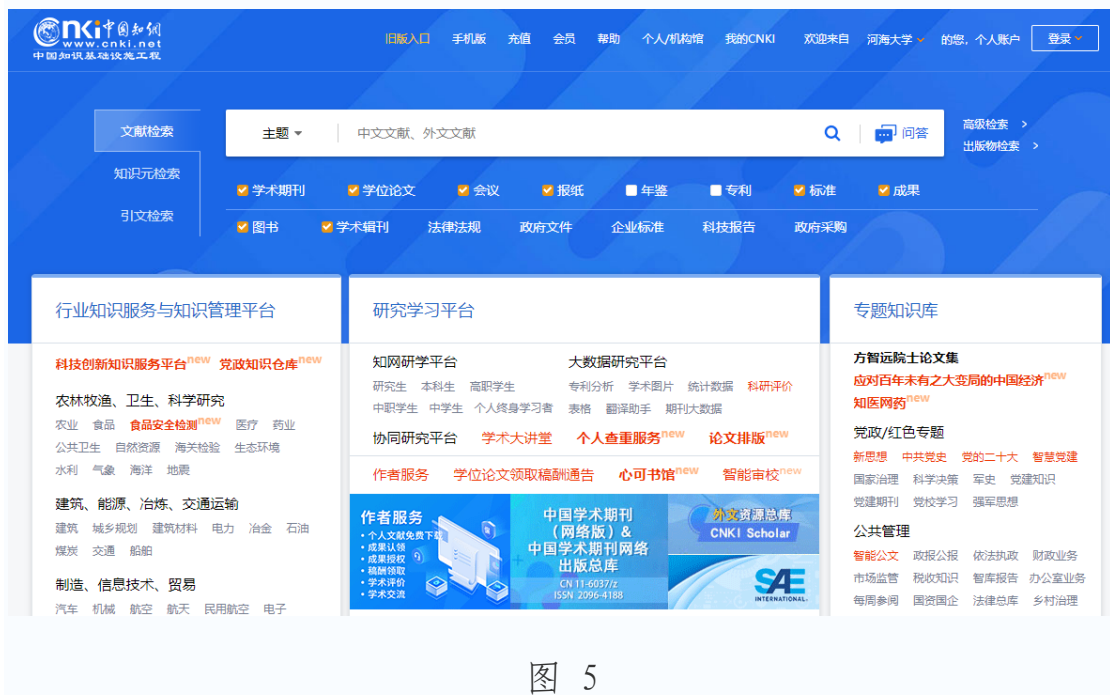 CNKi中国知网
www.cnki.net
中国知识基础设施工程
旧版入口 手机版 充值 会员 帮助 个人/机构馆 我的CNKI 欢迎来自 河海大学 的您，个人账户 登录
文献检索
知识元检索
引文检索
主题 中文文献、外文文献 问答
高级检索 >
出版物检索 >
学术期刊 学位论文 会议 报纸 年鉴 专利 标准 成果
图书 学术辑刊 法律法规 政府文件 企业标准 科技报告 政府采购
行业知识服务与知识管理平台
科技创新知识服务平台new 党政知识仓库new
农林牧渔、卫生、科学研究
农业 食品 食品安全检测new 医疗 药业
公共卫生 自然资源 海关检验 生态环境
水利 气象 海洋 地震
建筑、能源、冶炼、交通运输
建筑 城乡规划 建筑材料 电力 冶金 石油
煤炭 交通 船舶
制造、信息技术、贸易
汽车 机械 航空 航天 民用航空 电子
研究学习平台
知网研学平台
研究生 本科生 高职学生
中职学生 中学生 个人终身学习者
大数据研究平台
专利分析 学术图片 统计数据 科研评价
表格 翻译助手 期刊大数据
协同研究平台 学术大讲堂 个人查重服务new 论文排版new
作者服务 学位论文领取稿酬通告 心可书馆new 智能审校new
作者服务
·个人文献免费下载
·成果认领
·成果授权
·稿酬领取
·学术评价
·学术交流
中国学术期刊
（网络版）&
中国学术期刊网络
出版总库
CN 11-6037/z
ISSN 2096-4188
外文资源总库
CNKI Scholar
SAE
INTERNATIONAL.
专题知识库
方智远院士论文集
应对百年未有之大变局的中国经济new
知医网药new
党政/红色专题
新思想 中共党史 党的二十大 智慧党建
国家治理 科学决策 军史 党建知识
党建期刊 党校学习 强军思想
公共管理
智能公文 政报公报 依法执政 财政业务
市场监管 税收知识 智库报告 办公室业务
每周参阅 国资国企 法律总库 乡村治理
图 5